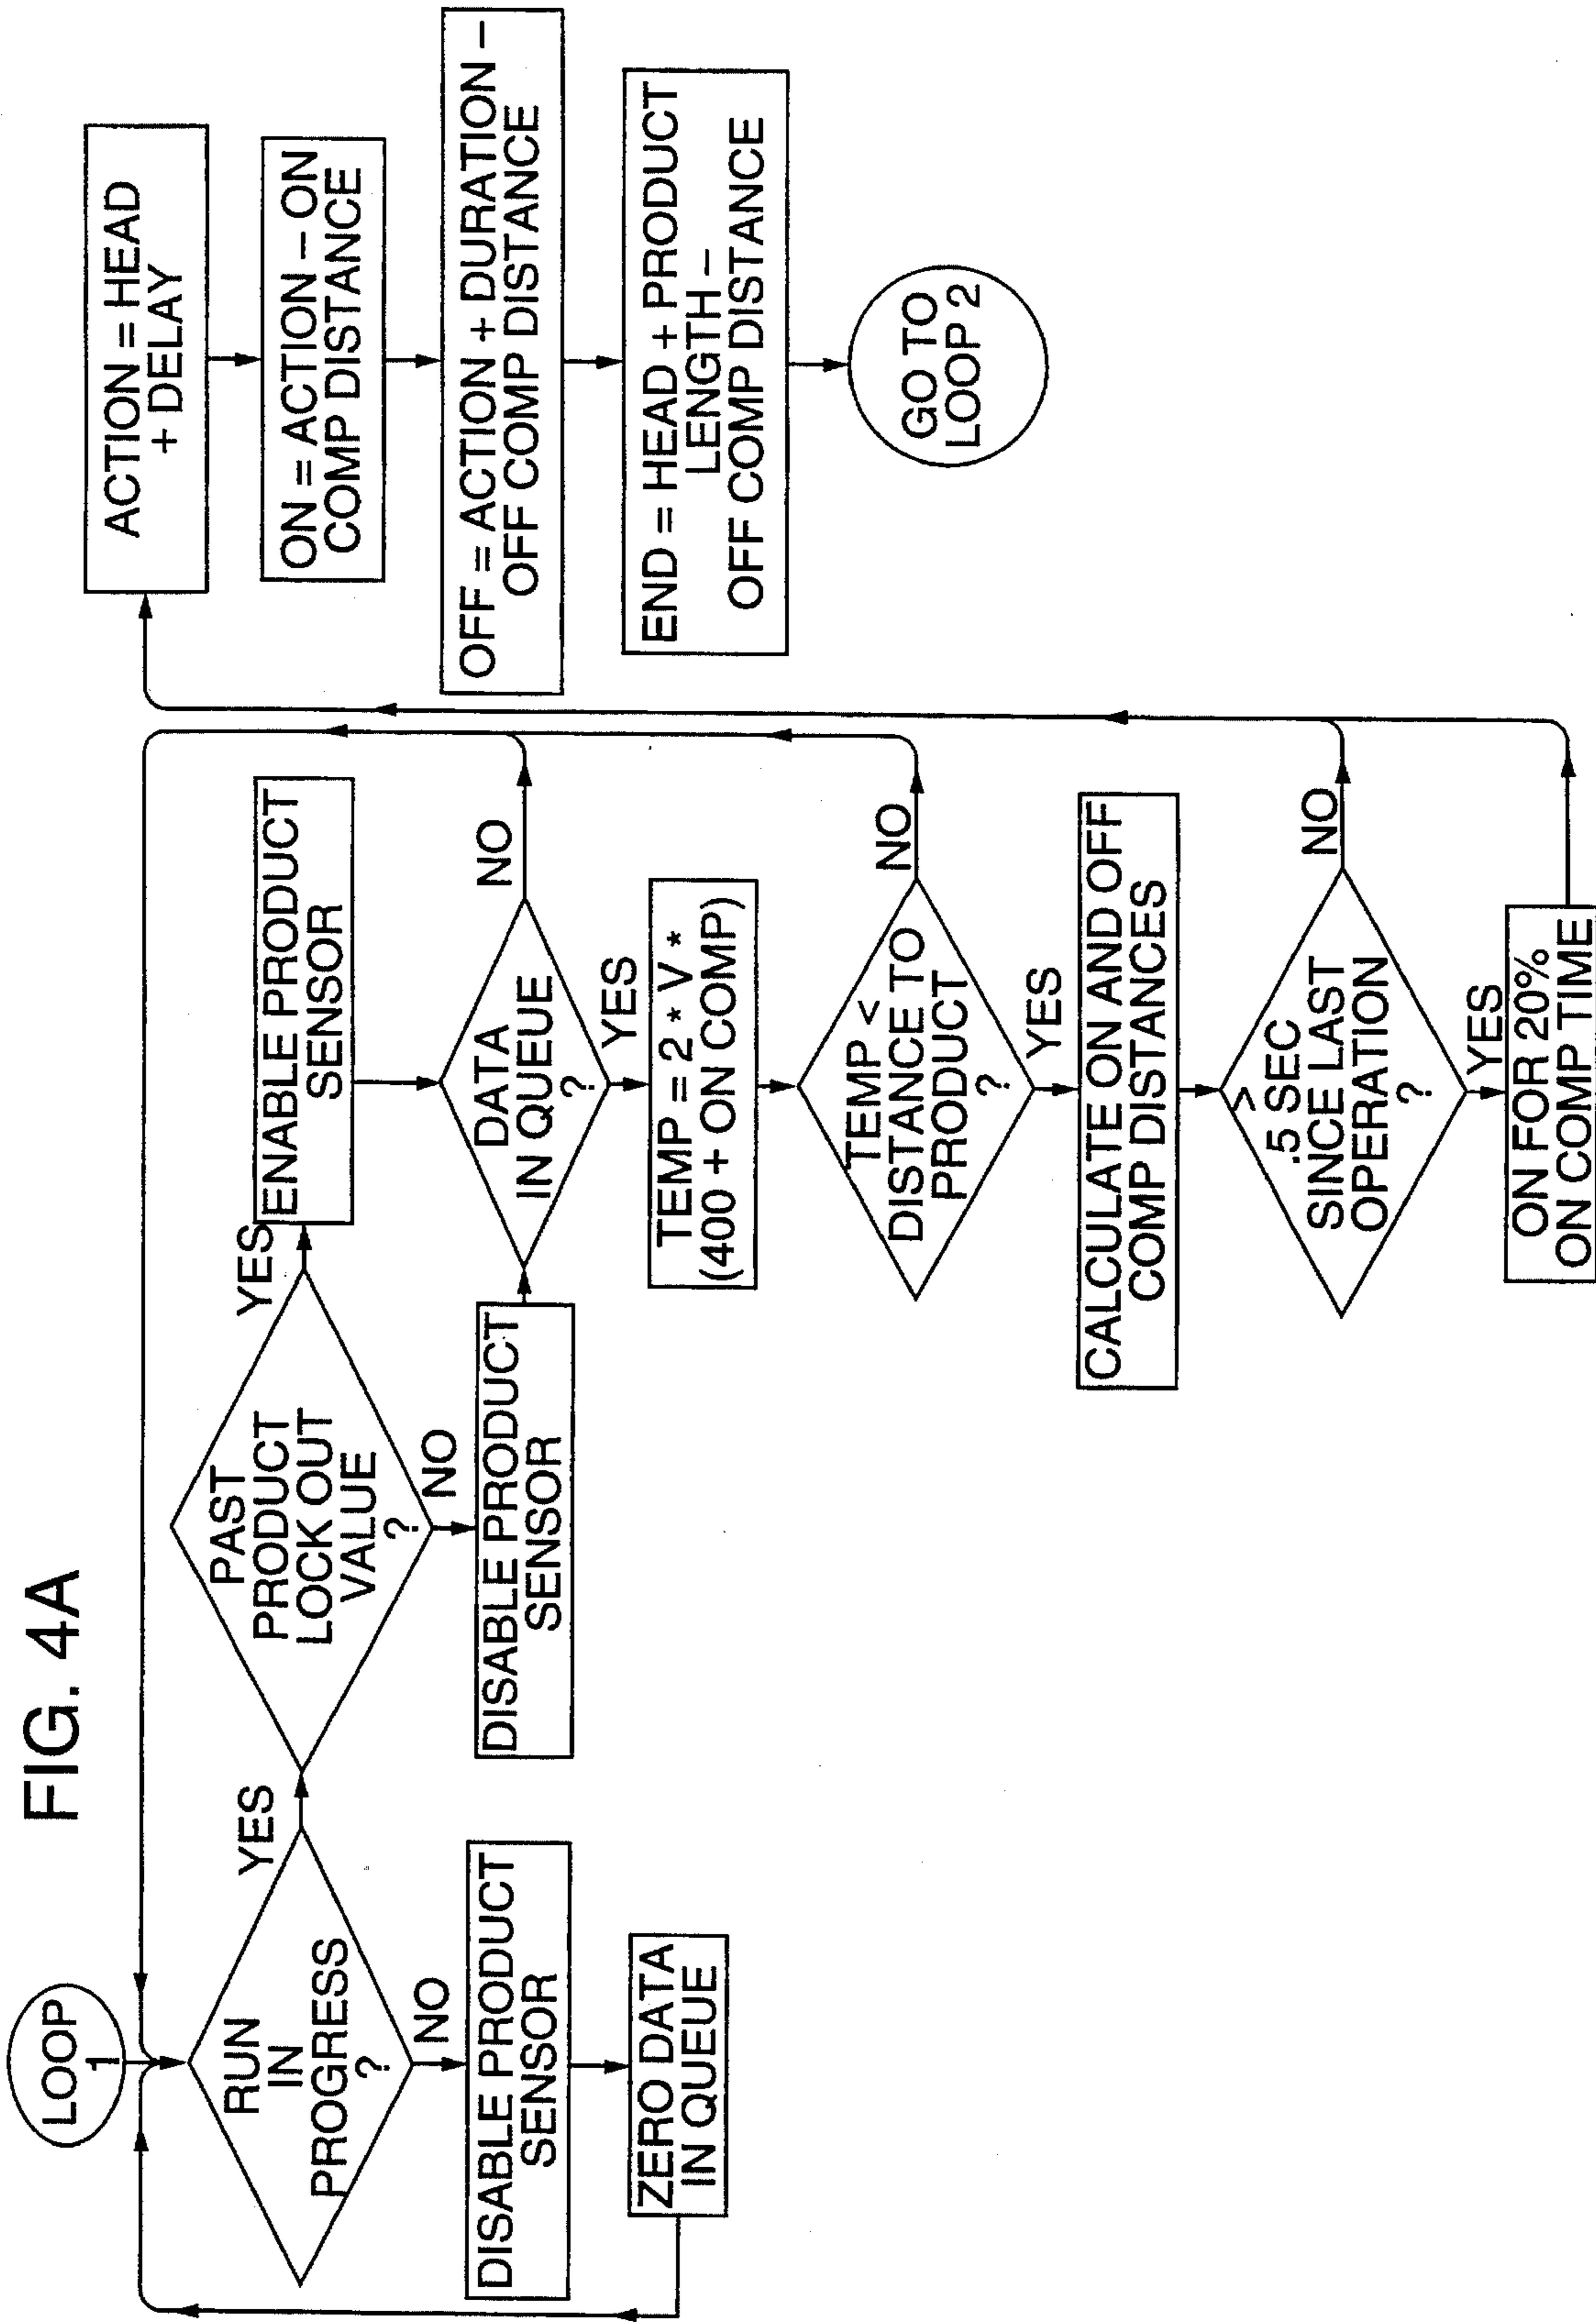 FIG. 4A
LOOP
1
RUN
IN
PROGRESS
?
YES
NO
DISABLE PRODUCT
SENSOR
ZERO DATA
IN QUEUE
PAST
PRODUCT
LOCK OUT
VALUE
?
YES
NO
DISABLE PRODUCT
SENSOR
ENABLE PRODUCT
SENSOR
DATA
IN QUEUE
?
NO
YES
TEMP = 2 * V *
(400 + ON COMP)
TEMP <
DISTANCE TO
PRODUCT
?
NO
YES
CALCULATE ON AND OFF
COMP DISTANCES
>
.5 SEC
SINCE LAST
OPERATION
?
NO
YES
ON FOR 20%
ON COMP TIME
ACTION = HEAD
+ DELAY
ON = ACTION – ON
COMP DISTANCE
OFF = ACTION + DURATION –
OFF COMP DISTANCE
END = HEAD + PRODUCT
LENGTH –
OFF COMP DISTANCE
GO TO
LOOP 2